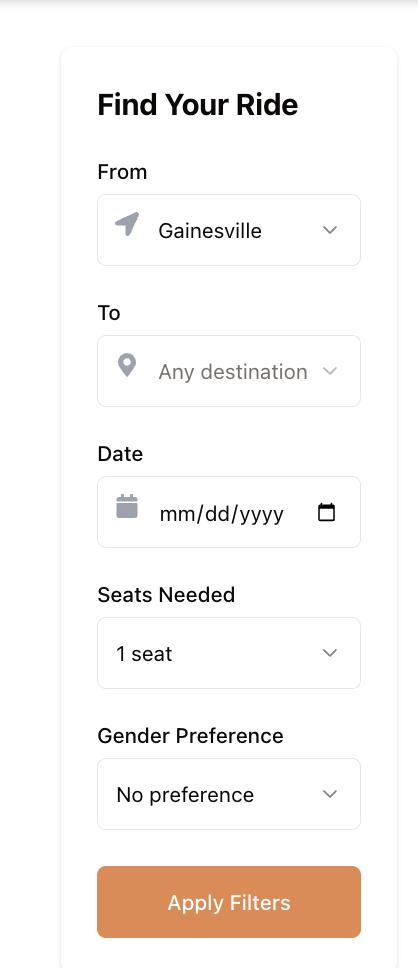 Find Your Ride
From
Gainesville
To
Any destination
Date
mm/dd/yyyy
Seats Needed
1 seat
Gender Preference
No preference
Apply Filters